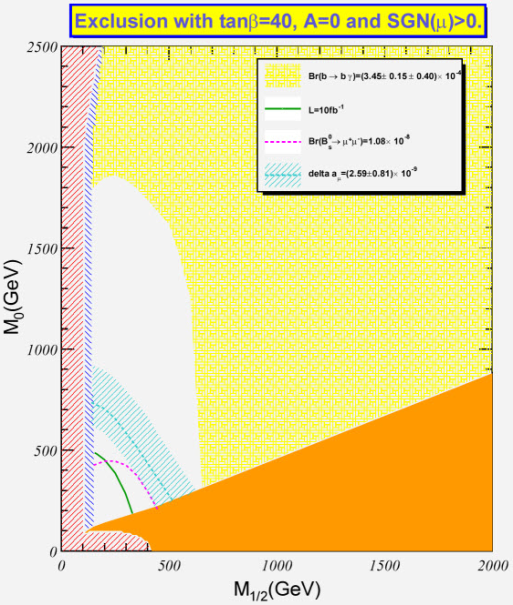 Exclusion with tanβ=40, A=0 and SGN(μ)>0.
2500
2000
1500
1000
500
0
M0(GeV)
Br(b→ bγ)=(3.45± 0.15 ± 0.40)× 10-4
L=10fb-1
Br(B0s→ μ+μ-)=1.08× 10-8
delta aμ=(2.59±0.81)× 10-9
0 500 1000 1500 2000
M1/2(GeV)